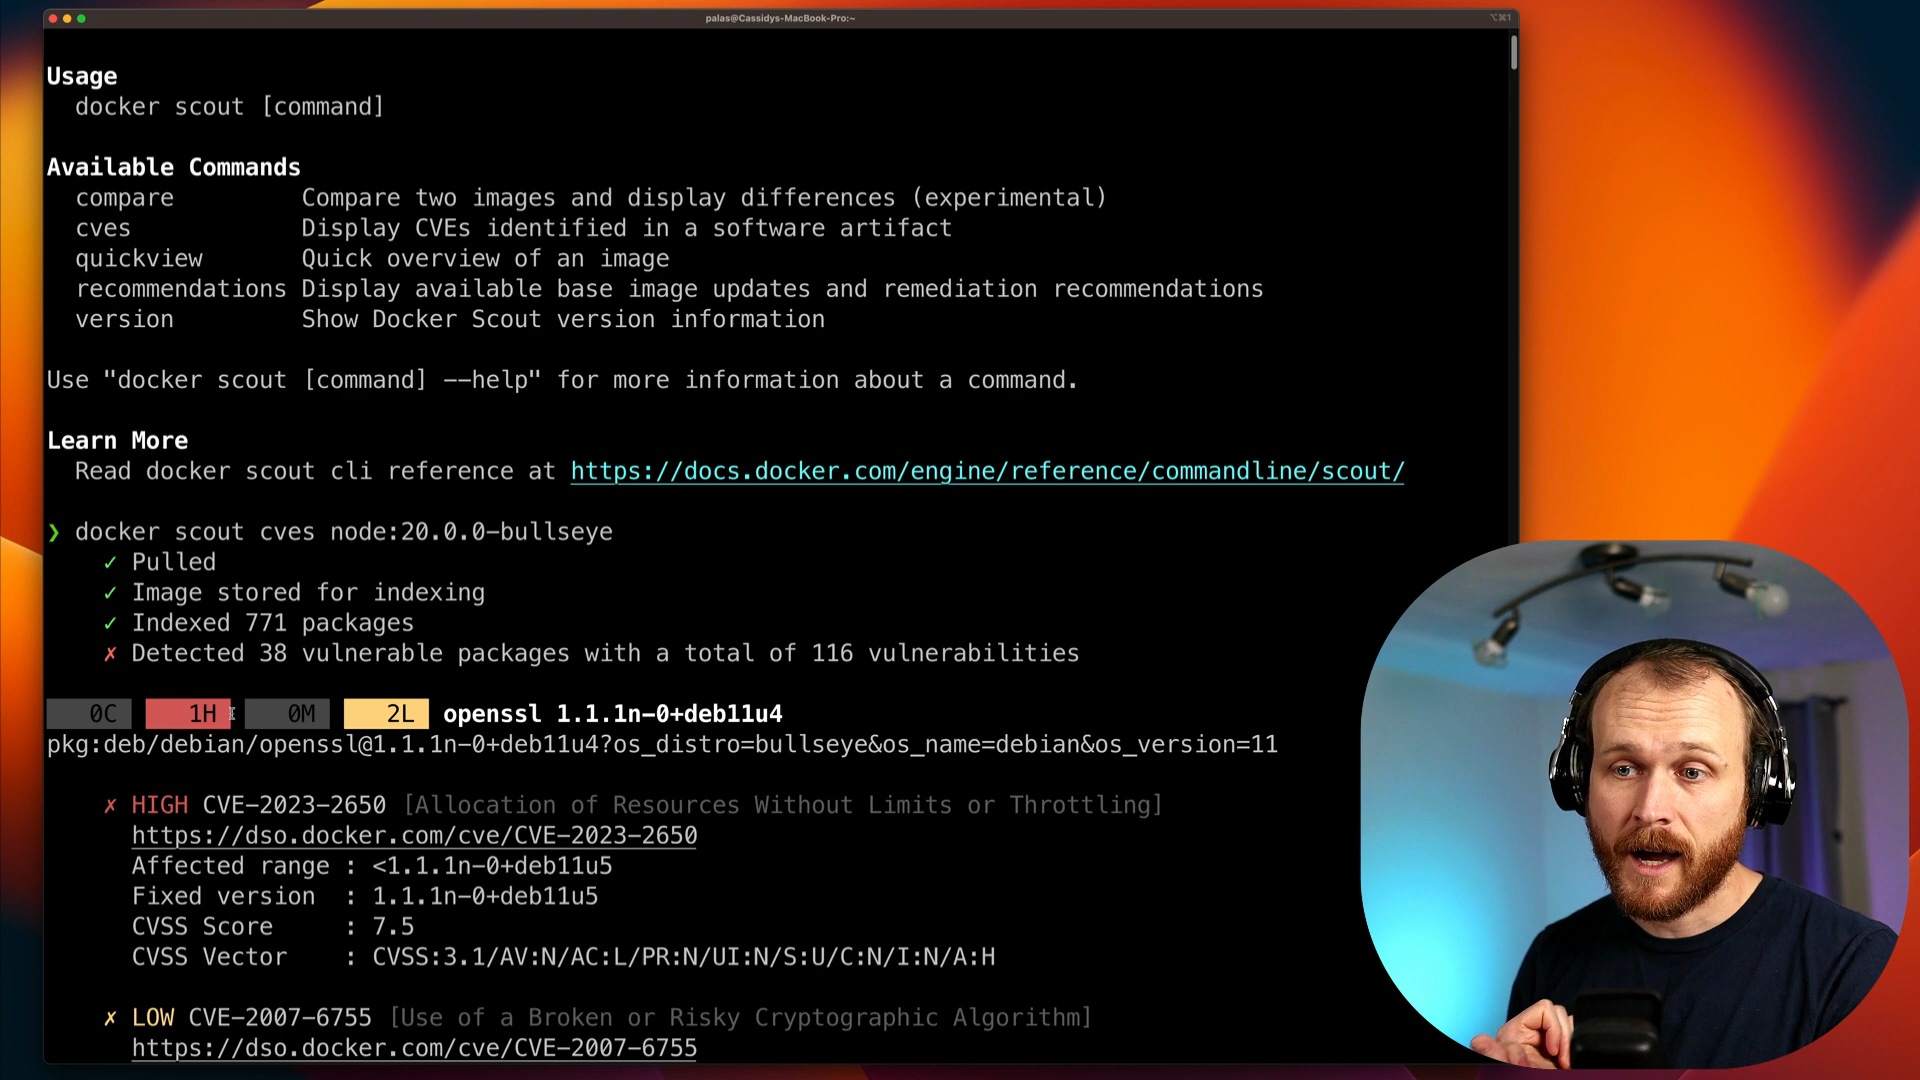 palas@Cassidys-MacBook-Pro:~
⌥⌘1
Usage
docker scout [command]
Available Commands
compare Compare two images and display differences (experimental)
cves Display CVEs identified in a software artifact
quickview Quick overview of an image
recommendations Display available base image updates and remediation recommendations
version Show Docker Scout version information
Use "docker scout [command] --help" for more information about a command.
Learn More
Read docker scout cli reference at https://docs.docker.com/engine/reference/commandline/scout/
❯ docker scout cves node:20.0.0-bullseye
✓ Pulled
✓ Image stored for indexing
✓ Indexed 771 packages
✗ Detected 38 vulnerable packages with a total of 116 vulnerabilities
0C 1H 0M 2L openssl 1.1.1n-0+deb11u4
pkg:deb/debian/openssl@1.1.1n-0+deb11u4?os_distro=bullseye&os_name=debian&os_version=11
✗ HIGH CVE-2023-2650 [Allocation of Resources Without Limits or Throttling]
https://dso.docker.com/cve/CVE-2023-2650
Affected range : <1.1.1n-0+deb11u5
Fixed version : 1.1.1n-0+deb11u5
CVSS Score : 7.5
CVSS Vector : CVSS:3.1/AV:N/AC:L/PR:N/UI:N/S:U/C:N/I:N/A:H
✗ LOW CVE-2007-6755 [Use of a Broken or Risky Cryptographic Algorithm]
https://dso.docker.com/cve/CVE-2007-6755